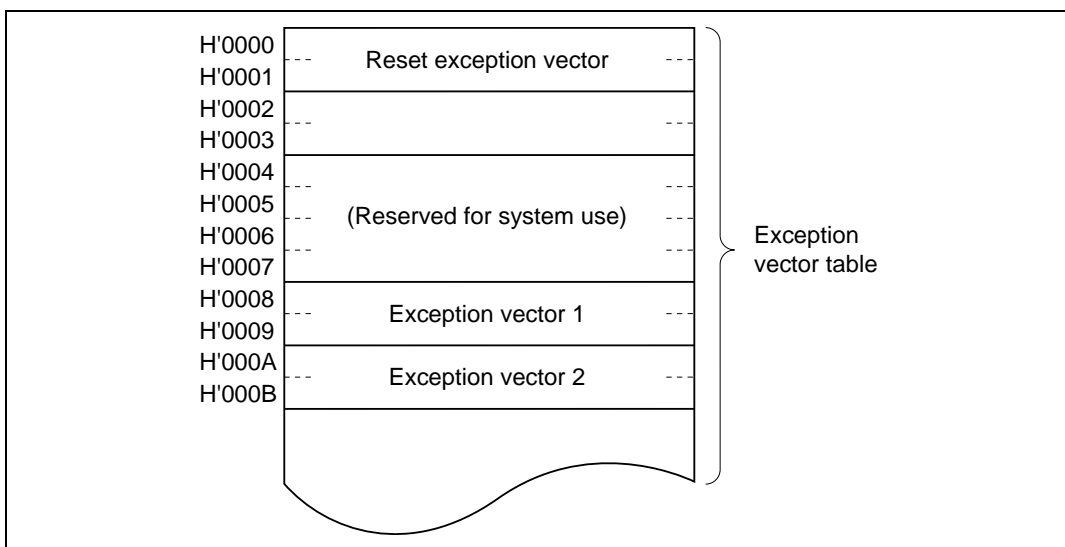 H'0000
H'0001
Reset exception vector
H'0002
H'0003
H'0004
H'0005
H'0006
H'0007
(Reserved for system use)
H'0008
H'0009
Exception vector 1
H'000A
H'000B
Exception vector 2
Exception
vector table